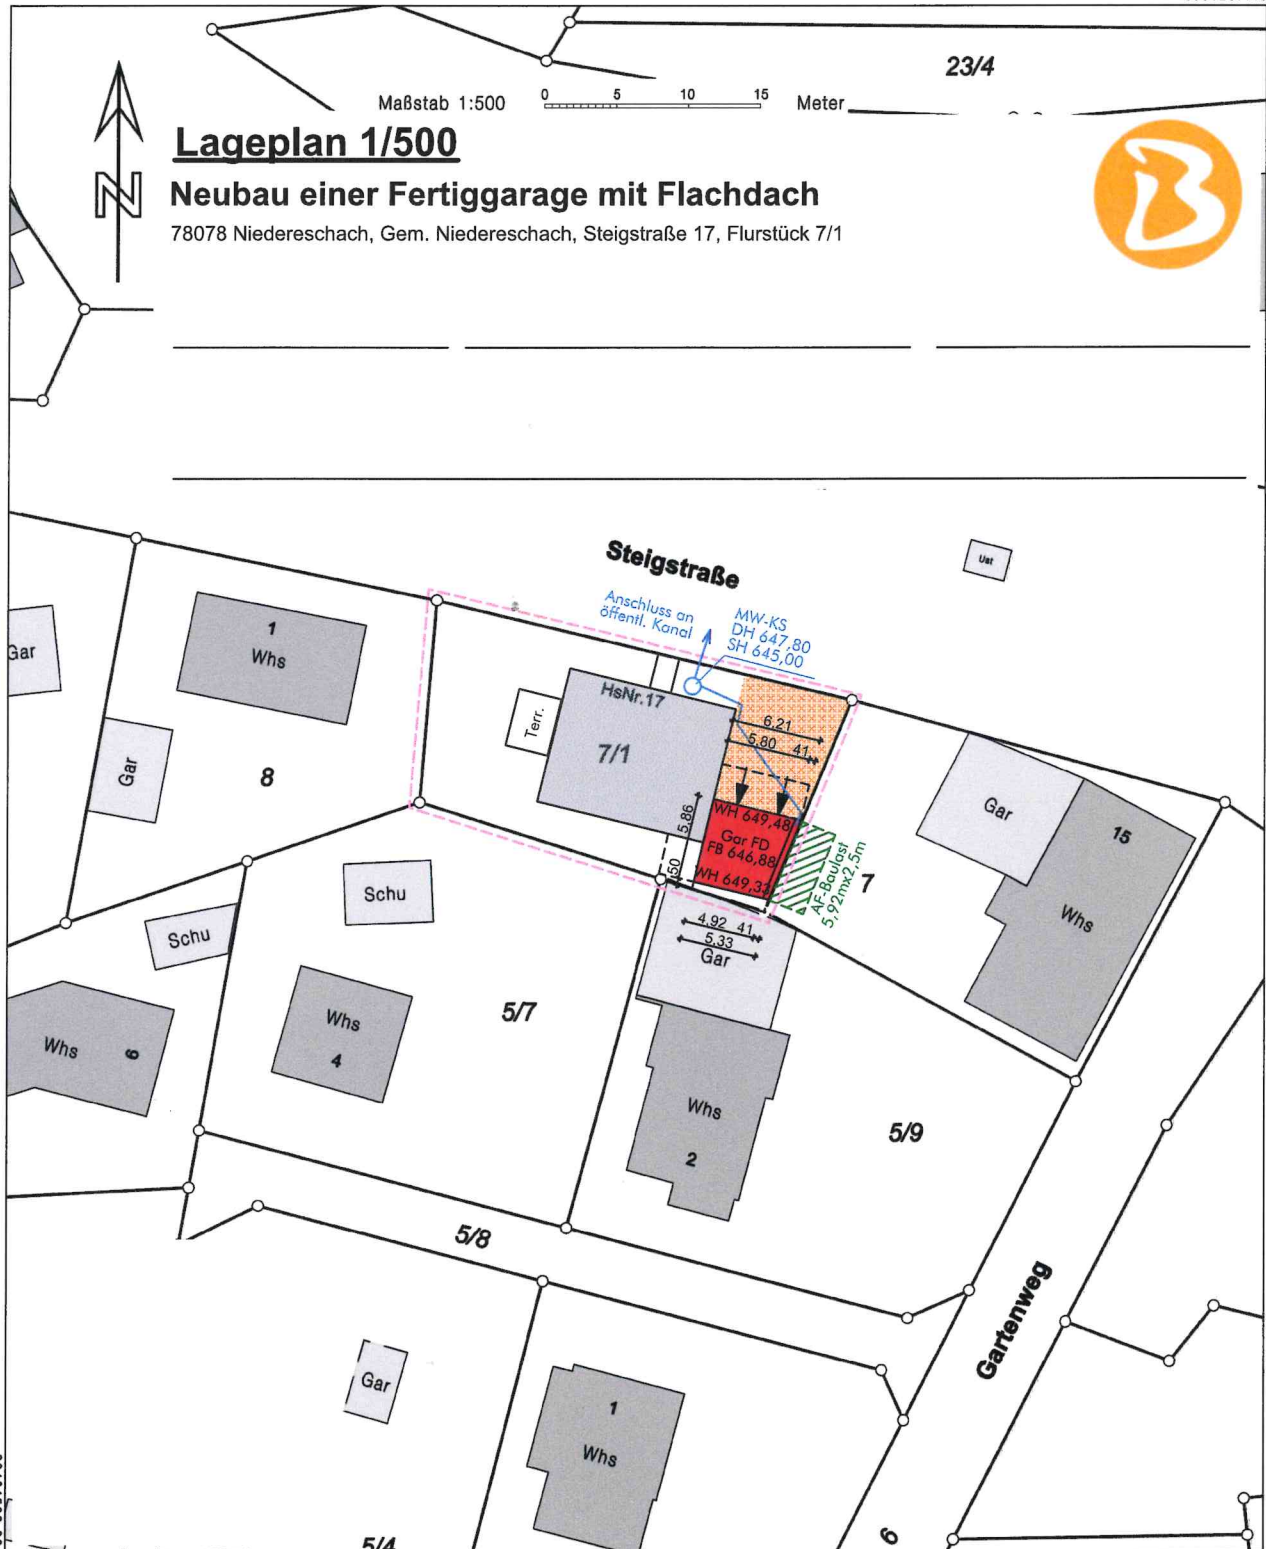 23/4
Maßstab 1:500 0 5 10 15 Meter
Lageplan 1/500
N
Neubau einer Fertiggarage mit Flachdach
78078 Niedereschach, Gem. Niedereschach, Steigstraße 17, Flurstück 7/1
B
Steigstraße
Ust
Anschluss an
öffentl. Kanal
MW-KS
DH 647,80
SH 645,00
Gar
1
Whs
HsNr.17
Terr.
7/1
6,21
5,80 41
Gar
8
5,86
50
WH 649,48
Gar FD
FB 646,88
WH 649,33
AF-Baulast
5,92mx2,5m
7
Gar
15
Whs
Schu
Schu
4,92 41
5,33
Gar
Whs
6
Whs
4
5/7
Whs
2
5/9
5/8
Gartenweg
Gar
1
Whs
5/4
6